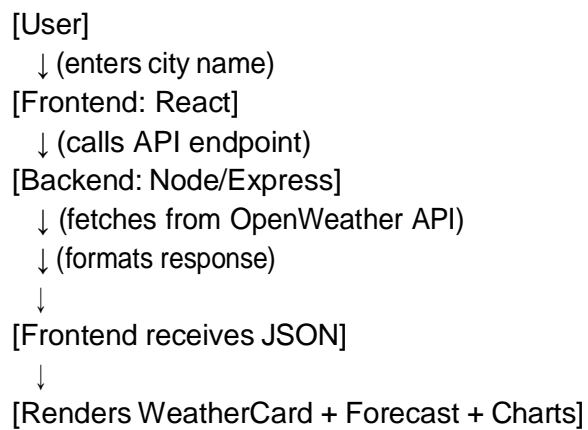 [User]
↓ (enters city name)
[Frontend: React]
↓ (calls API endpoint)
[Backend: Node/Express]
↓ (fetches from OpenWeather API)
↓ (formats response)
↓
[Frontend receives JSON]
↓
[Renders WeatherCard + Forecast + Charts]